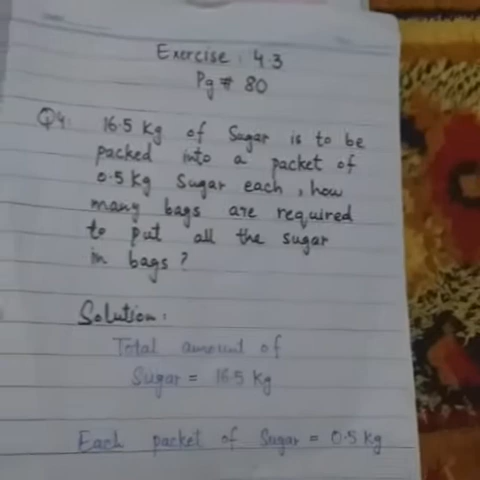 Exercise : 4.3
Pg # 80
Q4: 16.5 kg of Sugar is to be
packed into a packet of
0.5 kg Sugar each, how
many bags are required
to put all the sugar
in bags?
Solution:
Total amount of
Sugar = 16.5 kg
Each packet of Sugar = 0.5 kg